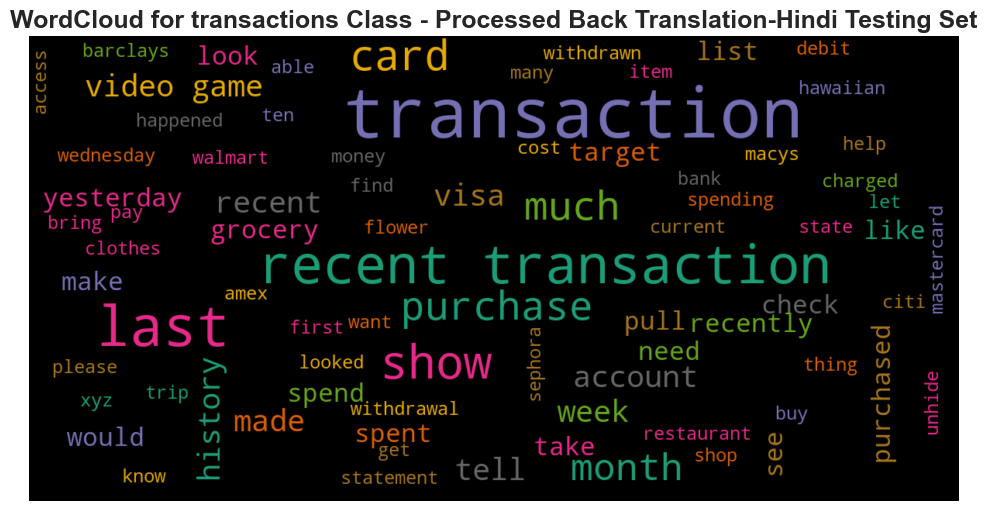 WordCloud for transactions Class - Processed Back Translation-Hindi Testing Set
access
barclays
look
able
card
withdrawn
many
item
list
debit
video game
transaction
hawaiian
happened
ten
wednesday
walmart
money
cost
target
macys
help
yesterday
recent
find
visa
much
bank
spending
charged
let
bring
pay
grocery
flower
current
state
like
clothes
mastercard
make
recent transaction
amex
purchase
check
citi
last
first
want
pull
recently
show
looked
sephora
need
thing
purchased
please
account
unhide
xyz
trip
history
spend
withdrawal
week
buy
would
made
spent
take
restaurant
see
shop
get
know
statement
tell
month